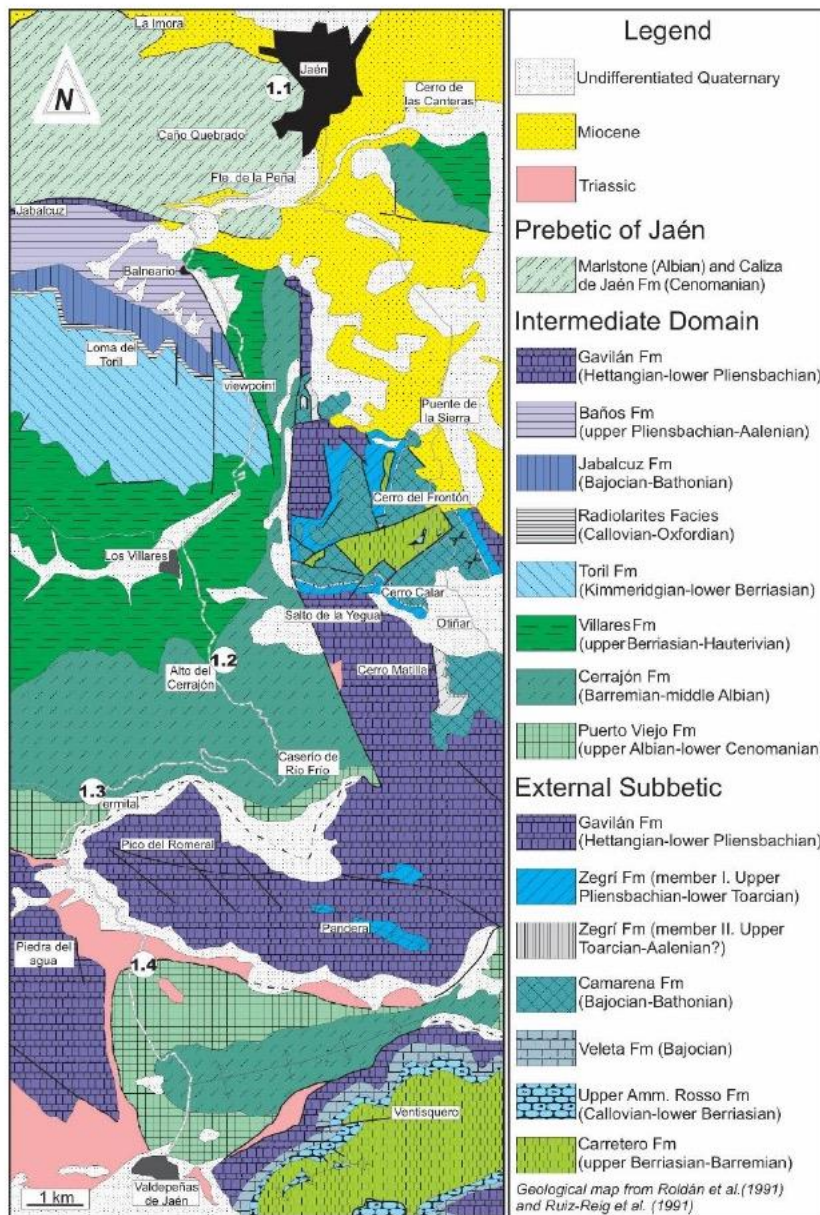 La Imora
Jaén
1.1
Cerro de
las Canteras
N
Caño Quebrado
Fte. de la Peña
Jabalcuz
Balneario
Loma del
Toril
viewpoint
Puente de
la Sierra
Cerro del Frontón
Los Villares
Cerro Calar
Salto de la Yegua
Otiñar
1.2
Alto del
Cerrajón
Cerro Matilla
Caserio de
Rio Frío
1.3
ermita
Pico del Romeral
Pandera
Piedra del
agua
1.4
Ventisquero
1 km
Valdepeñas
de Jaén
Legend
Undifferentiated Quaternary
Miocene
Triassic
Prebetic of Jaén
Marlstone (Albian) and Caliza
de Jaén Fm (Cenomanian)
Intermediate Domain
Gavilán Fm
(Hettangian-lower Pliensbachian)
Baños Fm
(upper Pliensbachian-Aalenian)
Jabalcuz Fm
(Bajocian-Bathonian)
Radiolarites Facies
(Callovian-Oxfordian)
Toril Fm
(Kimmeridgian-lower Berriasian)
Villares Fm
(upper Berriasian-Hauterivian)
Cerrajón Fm
(Barremian-middle Albian)
Puerto Viejo Fm
(upper Albian-lower Cenomanian)
External Subbetic
Gavilán Fm
(Hettangian-lower Pliensbachian)
Zegrí Fm (member I. Upper
Pliensbachian-lower Toarcian)
Zegrí Fm (member II. Upper
Toarcian-Aalenian?)
Camarena Fm
(Bajocian-Bathonian)
Veleta Fm (Bajocian)
Upper Amm. Rosso Fm
(Callovian-lower Berriasian)
Carretero Fm
(upper Berriasian-Barremian)
Geological map from Roldán et al.(1991)
and Ruiz-Reig et al. (1991)